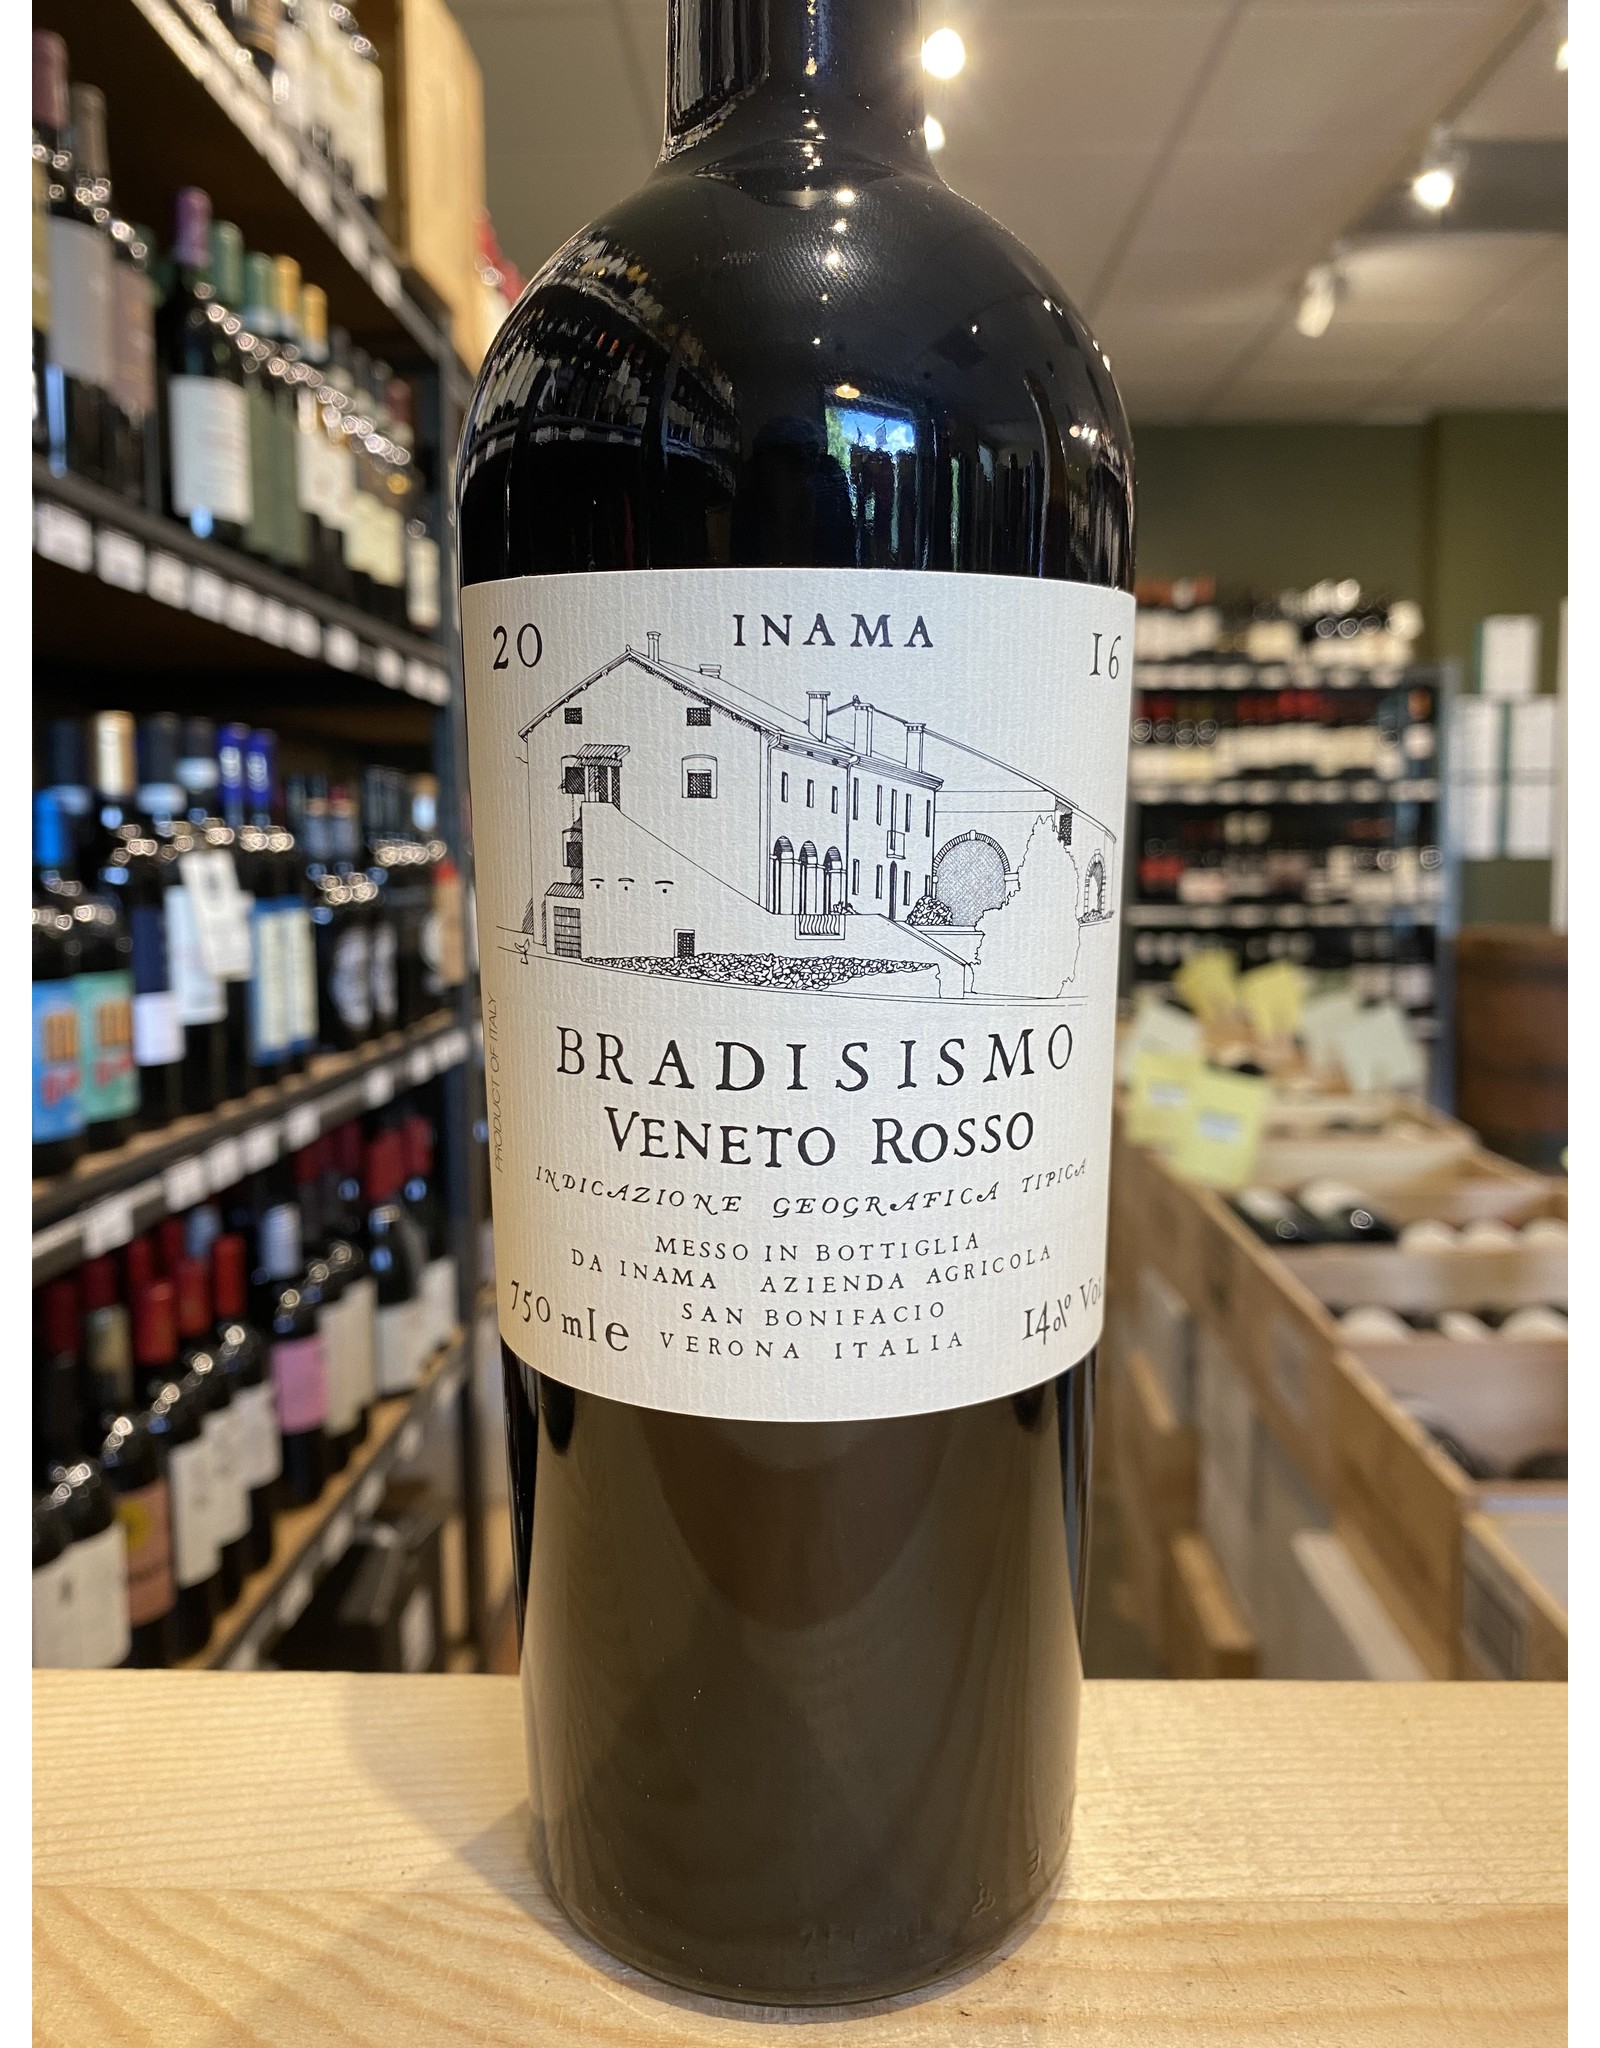 20 INAMA 16
BRADISISMO
VENETO ROSSO
INDICAZIONE GEOGRAFICA TIPICA
MESSO IN BOTTIGLIA
DA INAMA AZIENDA AGRICOLA
SAN BONIFACIO
VERONA ITALIA
750 mle
14% VOL
PRODUCT OF ITALY